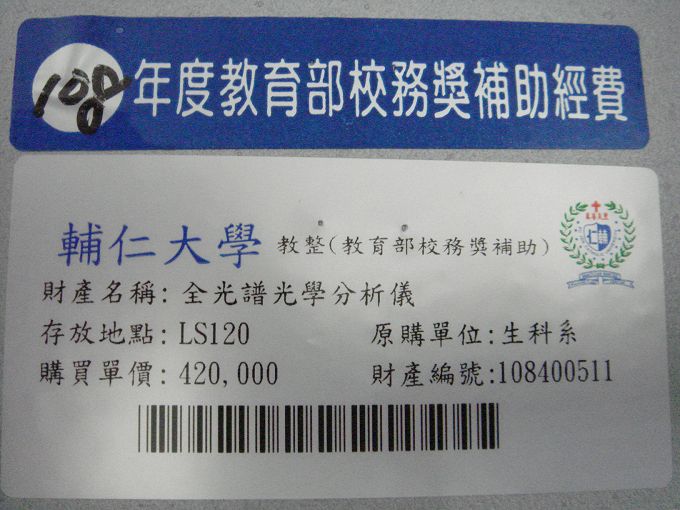 108 年度教育部校務獎補助經費
輔仁大學 教整(教育部校務獎補助)
財產名稱: 全光譜光學分析儀
存放地點: LS120 原購單位:生科系
購買單價: 420,000 財產編號:108400511